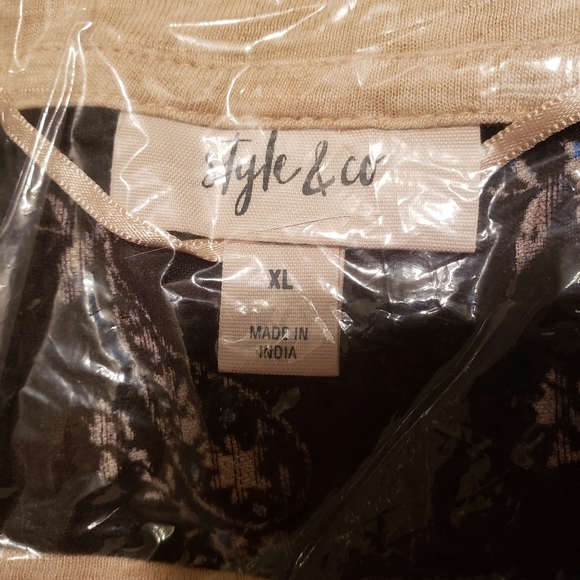 style & co
XL
MADE IN
INDIA